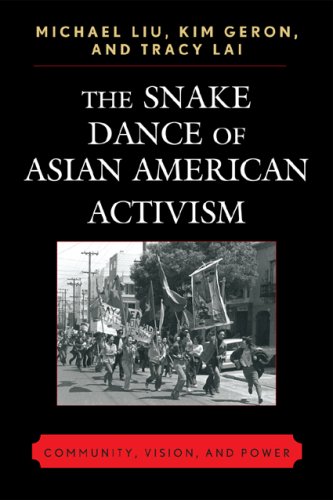 MICHAEL LIU, KIM GERON,
AND TRACY LAI
THE SNAKE
DANCE OF
ASIAN AMERICAN
ACTIVISM
COMMUNITY, VISION, AND POWER